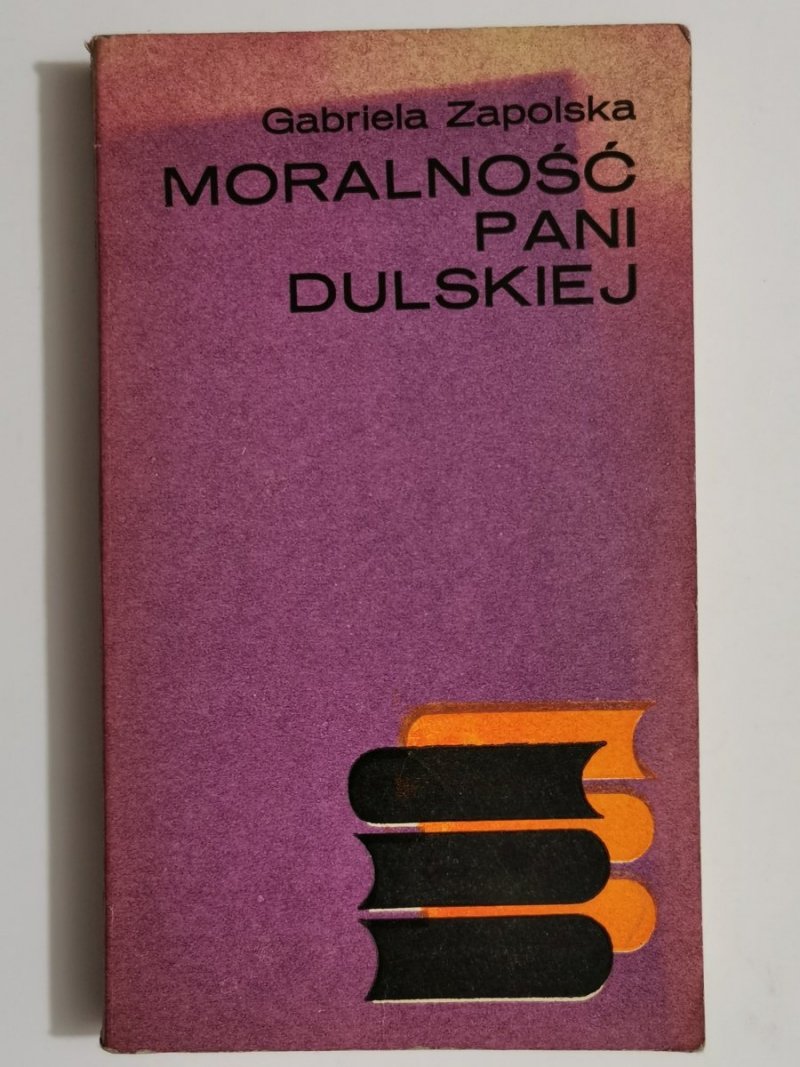 Gabriela Zapolska
MORALNOŚĆ
PANI
DULSKIEJ